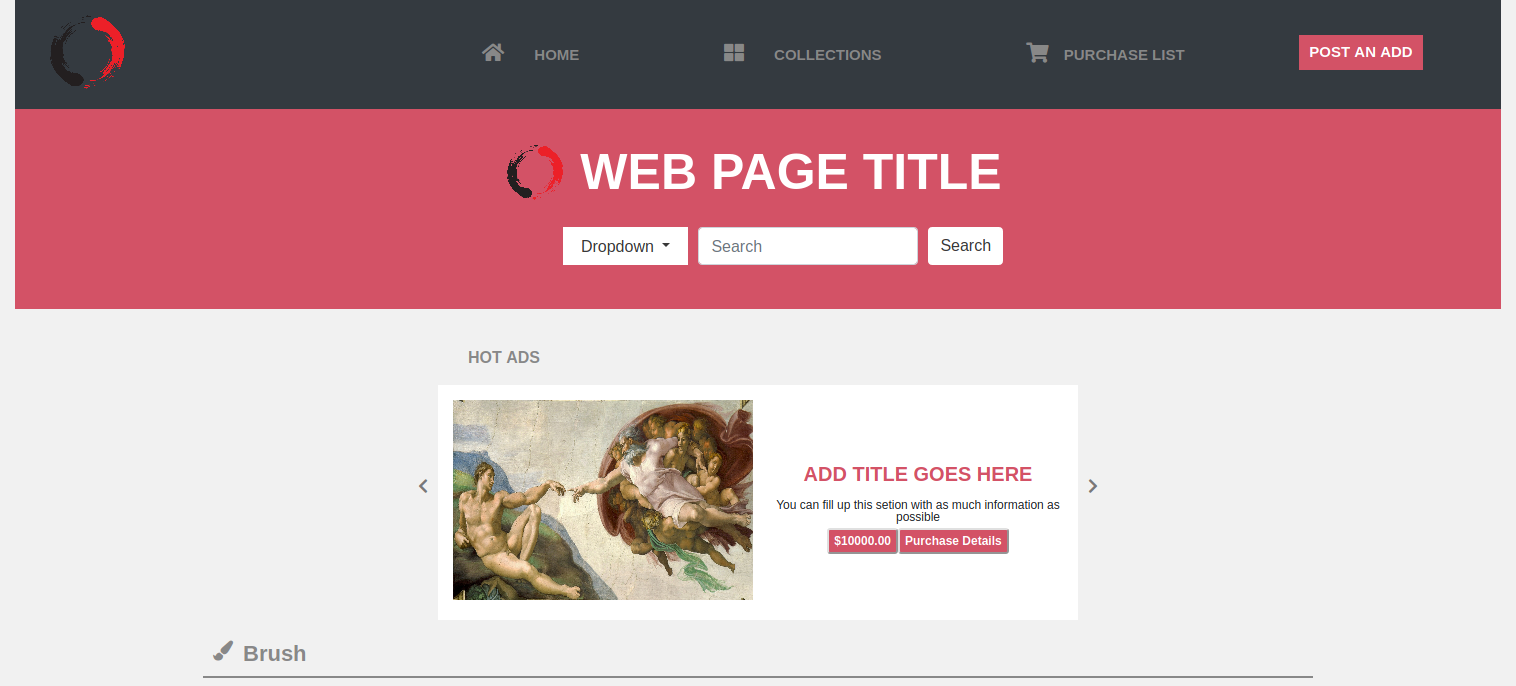 HOME
COLLECTIONS
PURCHASE LIST
POST AN ADD
WEB PAGE TITLE
Dropdown
Search
Search
HOT ADS
ADD TITLE GOES HERE
You can fill up this setion with as much information as
possible
$10000.00
Purchase Details
Brush